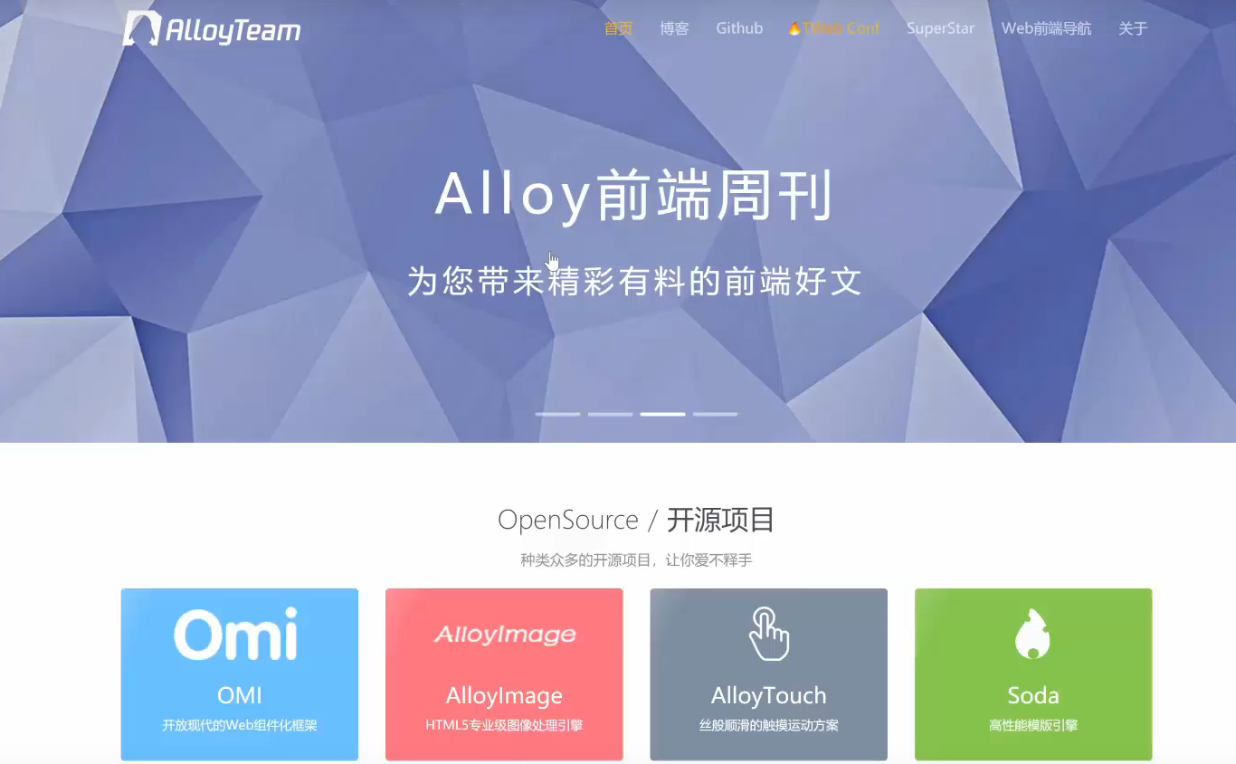 AlloyTeam
首页 博客 Github TWeb Conf SuperStar Web前端导航 关于
Alloy前端周刊
为您带来精彩有料的前端好文
OpenSource / 开源项目
种类众多的开源项目，让你爱不释手
Omi
OMI
开放现代的Web组件化框架
AlloyImage
AlloyImage
HTML5专业级图像处理引擎
AlloyTouch
丝般顺滑的触摸运动方案
Soda
高性能模版引擎